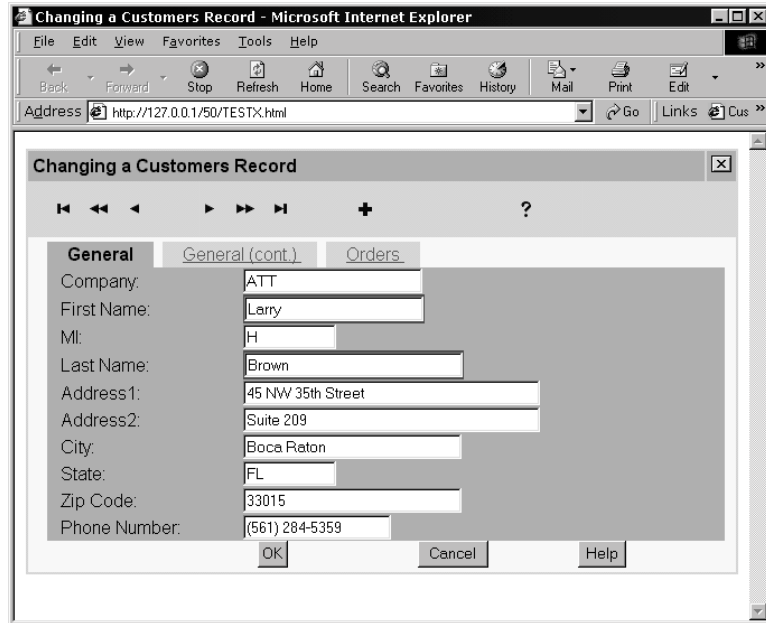 Changing a Customers Record - Microsoft Internet Explorer
File Edit View Favorites Tools Help
Back Forward Stop Refresh Home Search Favorites History Mail Print Edit »
Address http://127.0.0.1/50/TESTX.html Go Links Cus »
Changing a Customers Record
?
General General (cont.) Orders
Company: ATT
First Name: Larry
MI: H
Last Name: Brown
Address1: 45 NW 35th Street
Address2: Suite 209
City: Boca Raton
State: FL
Zip Code: 33015
Phone Number: (561) 284-5359
OK Cancel Help